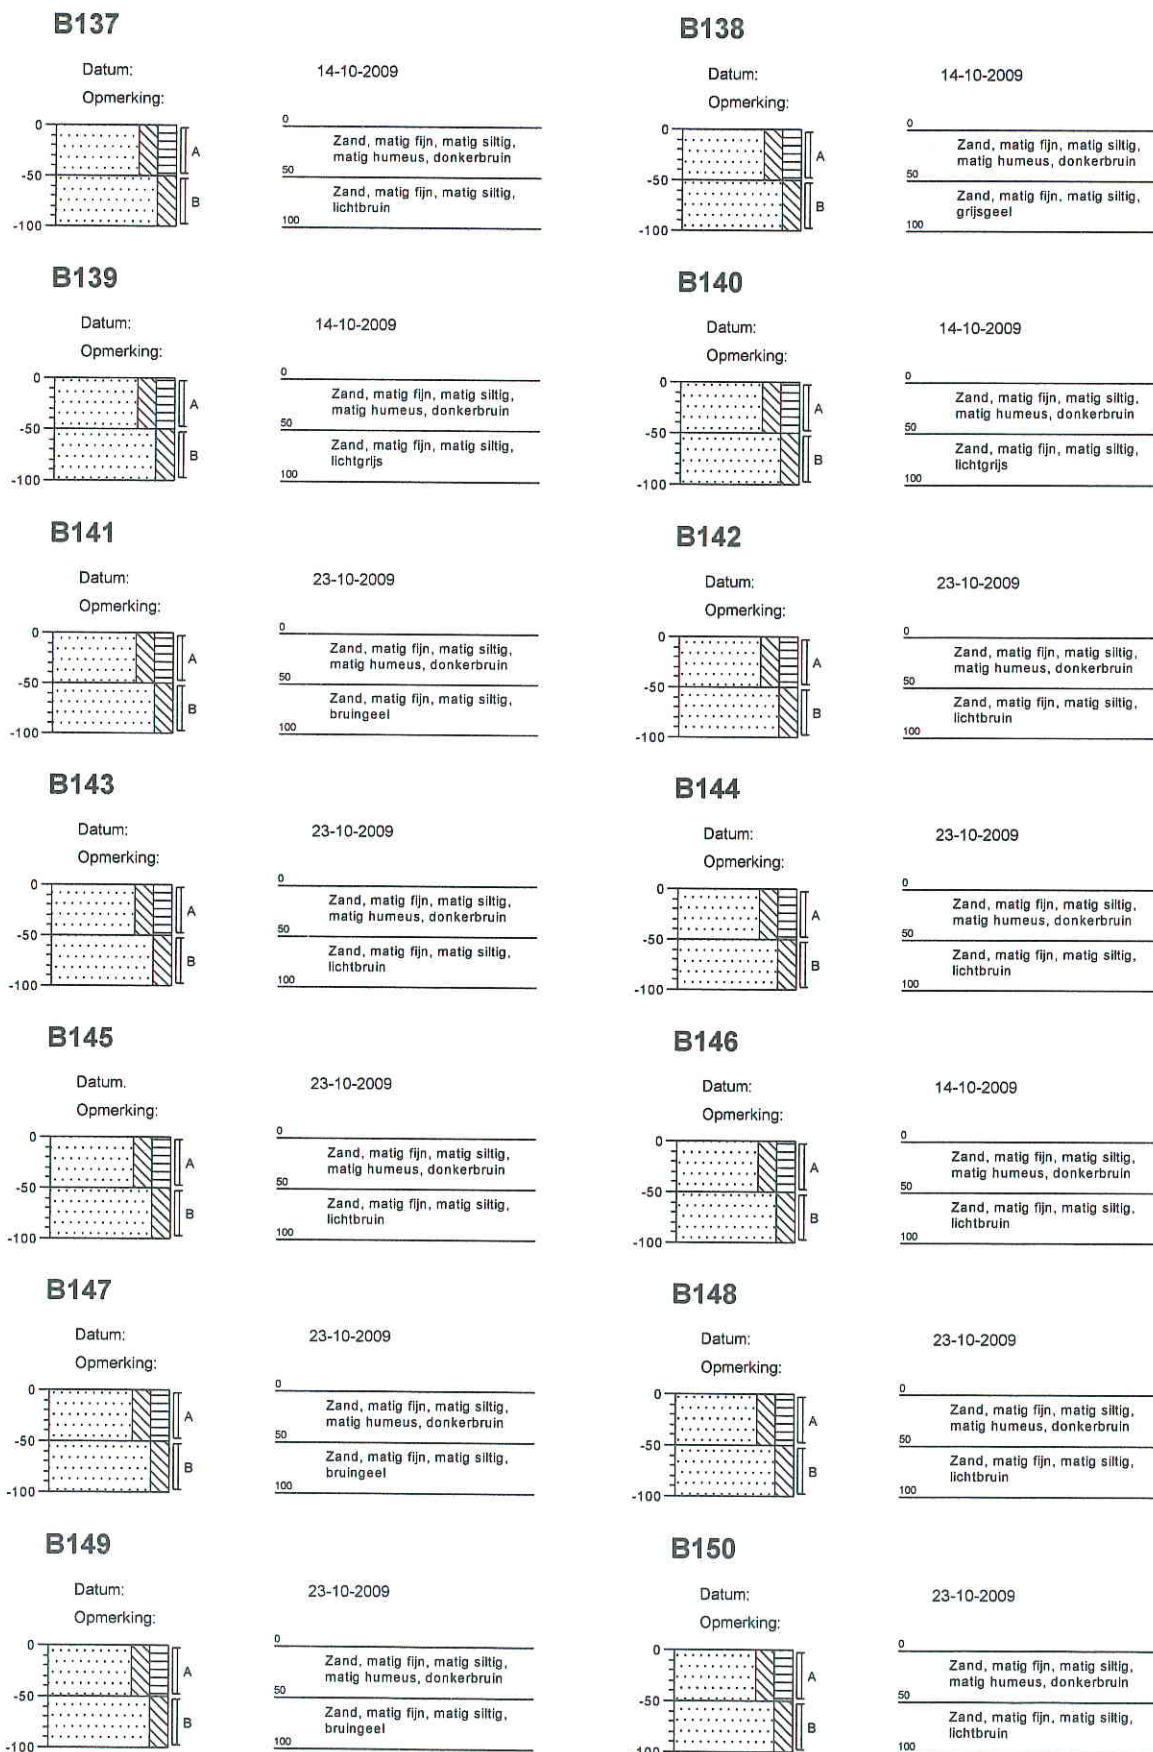 B137
Datum: 14-10-2009
Opmerking:
0
0
Zand, matig fijn, matig siltig,
matig humeus, donkerbruin
A
-50
50
Zand, matig fijn, matig siltig,
lichtbruin
B
-100
100
B138
Datum: 14-10-2009
Opmerking:
0
0
Zand, matig fijn, matig siltig,
matig humeus, donkerbruin
A
-50
50
Zand, matig fijn, matig siltig,
grijsgeel
B
-100
100
B139
Datum: 14-10-2009
Opmerking:
0
0
Zand, matig fijn, matig siltig,
matig humeus, donkerbruin
A
-50
50
Zand, matig fijn, matig siltig,
lichtgrijs
B
-100
100
B140
Datum: 14-10-2009
Opmerking:
0
0
Zand, matig fijn, matig siltig,
matig humeus, donkerbruin
A
-50
50
Zand, matig fijn, matig siltig,
lichtgrijs
B
-100
100
B141
Datum: 23-10-2009
Opmerking:
0
0
Zand, matig fijn, matig siltig,
matig humeus, donkerbruin
A
-50
50
Zand, matig fijn, matig siltig,
bruingeel
B
-100
100
B142
Datum: 23-10-2009
Opmerking:
0
0
Zand, matig fijn, matig siltig,
matig humeus, donkerbruin
A
-50
50
Zand, matig fijn, matig siltig,
lichtbruin
B
-100
100
B143
Datum: 23-10-2009
Opmerking:
0
0
Zand, matig fijn, matig siltig,
matig humeus, donkerbruin
A
-50
50
Zand, matig fijn, matig siltig,
lichtbruin
B
-100
100
B144
Datum: 23-10-2009
Opmerking:
0
0
Zand, matig fijn, matig siltig,
matig humeus, donkerbruin
A
-50
50
Zand, matig fijn, matig siltig,
lichtbruin
B
-100
100
B145
Datum. 23-10-2009
Opmerking:
0
0
Zand, matig fijn, matig siltig,
matig humeus, donkerbruin
A
-50
50
Zand, matig fijn, matig siltig,
lichtbruin
B
-100
100
B146
Datum: 14-10-2009
Opmerking:
0
0
Zand, matig fijn, matig siltig,
matig humeus, donkerbruin
A
-50
50
Zand, matig fijn, matig siltig.
lichtbruin
B
-100
100
B147
Datum: 23-10-2009
Opmerking:
0
0
Zand, matig fijn, matig siltig,
matig humeus, donkerbruin
A
-50
50
Zand, matig fijn, matig siltig,
bruingeel
B
-100
100
B148
Datum: 23-10-2009
Opmerking:
0
0
Zand, matig fijn, matig siltig,
matig humeus, donkerbruin
A
-50
50
Zand, matig fijn, matig siltig,
lichtbruin
B
-100
100
B149
Datum: 23-10-2009
Opmerking:
0
0
Zand, matig fijn, matig siltig,
matig humeus, donkerbruin
A
-50
50
Zand, matig fijn, matig siltig,
bruingeel
B
-100
100
B150
Datum: 23-10-2009
Opmerking:
0
0
Zand, matig fijn, matig siltig,
matig humeus, donkerbruin
A
-50
50
Zand, matig fijn, matig siltig,
lichtbruin
B
-100
100